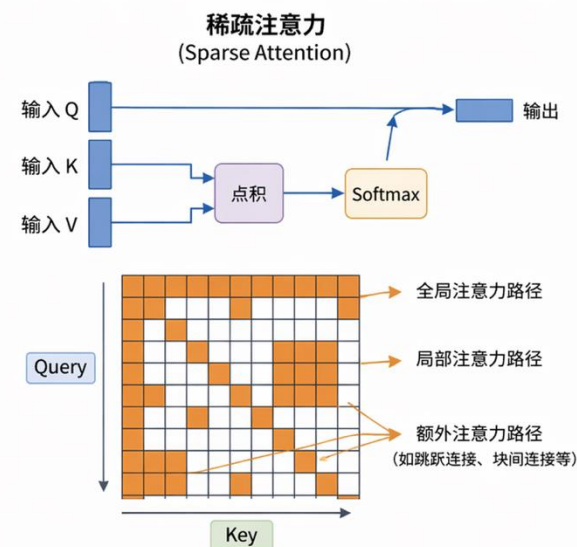 稀疏注意力
(Sparse Attention)
输入 Q
输出
输入 K
点积
Softmax
输入 V
全局注意力路径
Query
局部注意力路径
额外注意力路径
(如跳跃连接、块间连接等)
Key